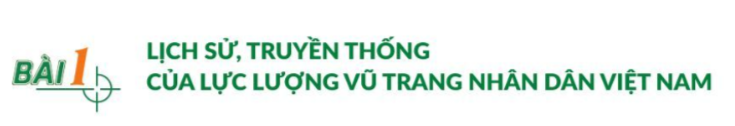 BÀI 1
LỊCH SỬ, TRUYỀN THỐNG
CỦA LỰC LƯỢNG VŨ TRANG NHÂN DÂN VIỆT NAM